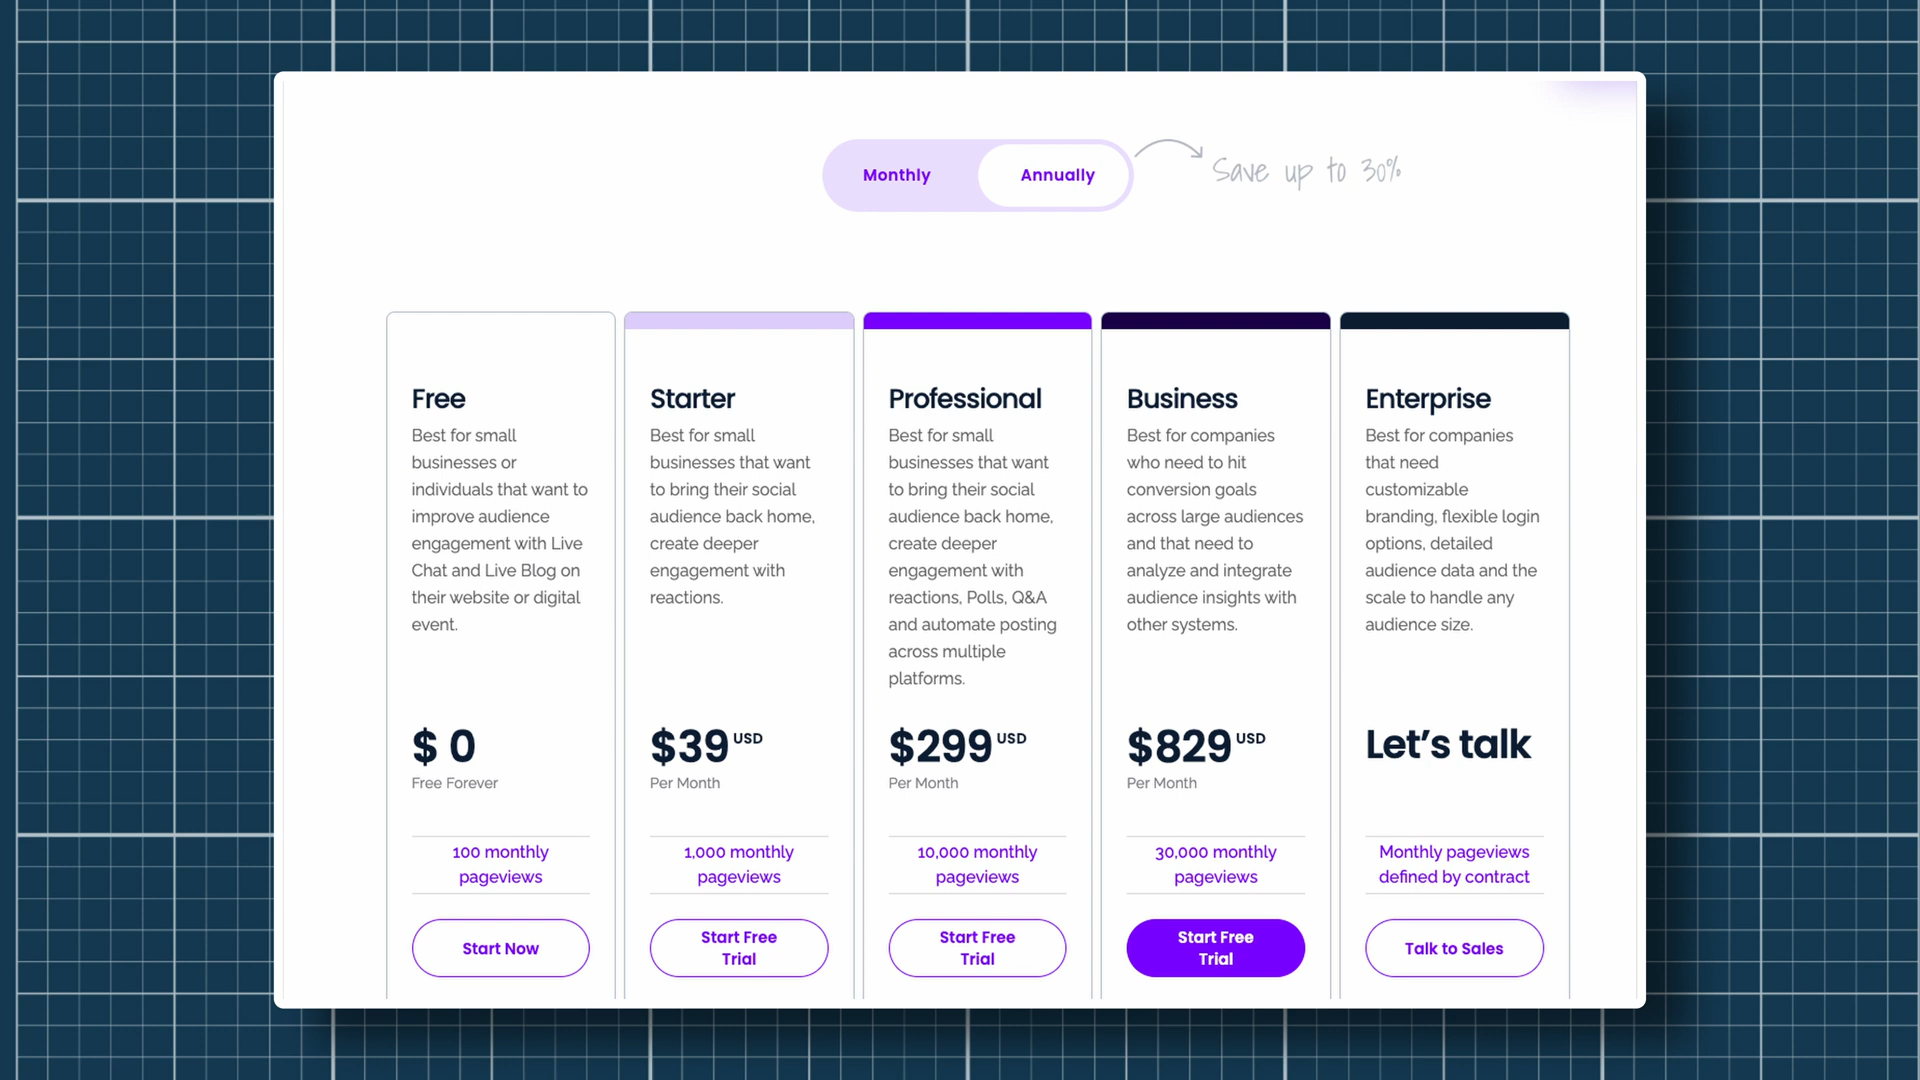 Monthly
Annually
Save up to 30%
Free
Best for small
businesses or
individuals that want to
improve audience
engagement with Live
Chat and Live Blog on
their website or digital
event.
$ 0
Free Forever
100 monthly
pageviews
Start Now
Starter
Best for small
businesses that want
to bring their social
audience back home,
create deeper
engagement with
reactions.
$39 USD
Per Month
1,000 monthly
pageviews
Start Free
Trial
Professional
Best for small
businesses that want
to bring their social
audience back home,
create deeper
engagement with
reactions, Polls, Q&A
and automate posting
across multiple
platforms.
$299 USD
Per Month
10,000 monthly
pageviews
Start Free
Trial
Business
Best for companies
who need to hit
conversion goals
across large audiences
and that need to
analyze and integrate
audience insights with
other systems.
$829 USD
Per Month
30,000 monthly
pageviews
Start Free
Trial
Enterprise
Best for companies
that need
customizable
branding, flexible login
options, detailed
audience data and the
scale to handle any
audience size.
Let’s talk
Monthly pageviews
defined by contract
Talk to Sales